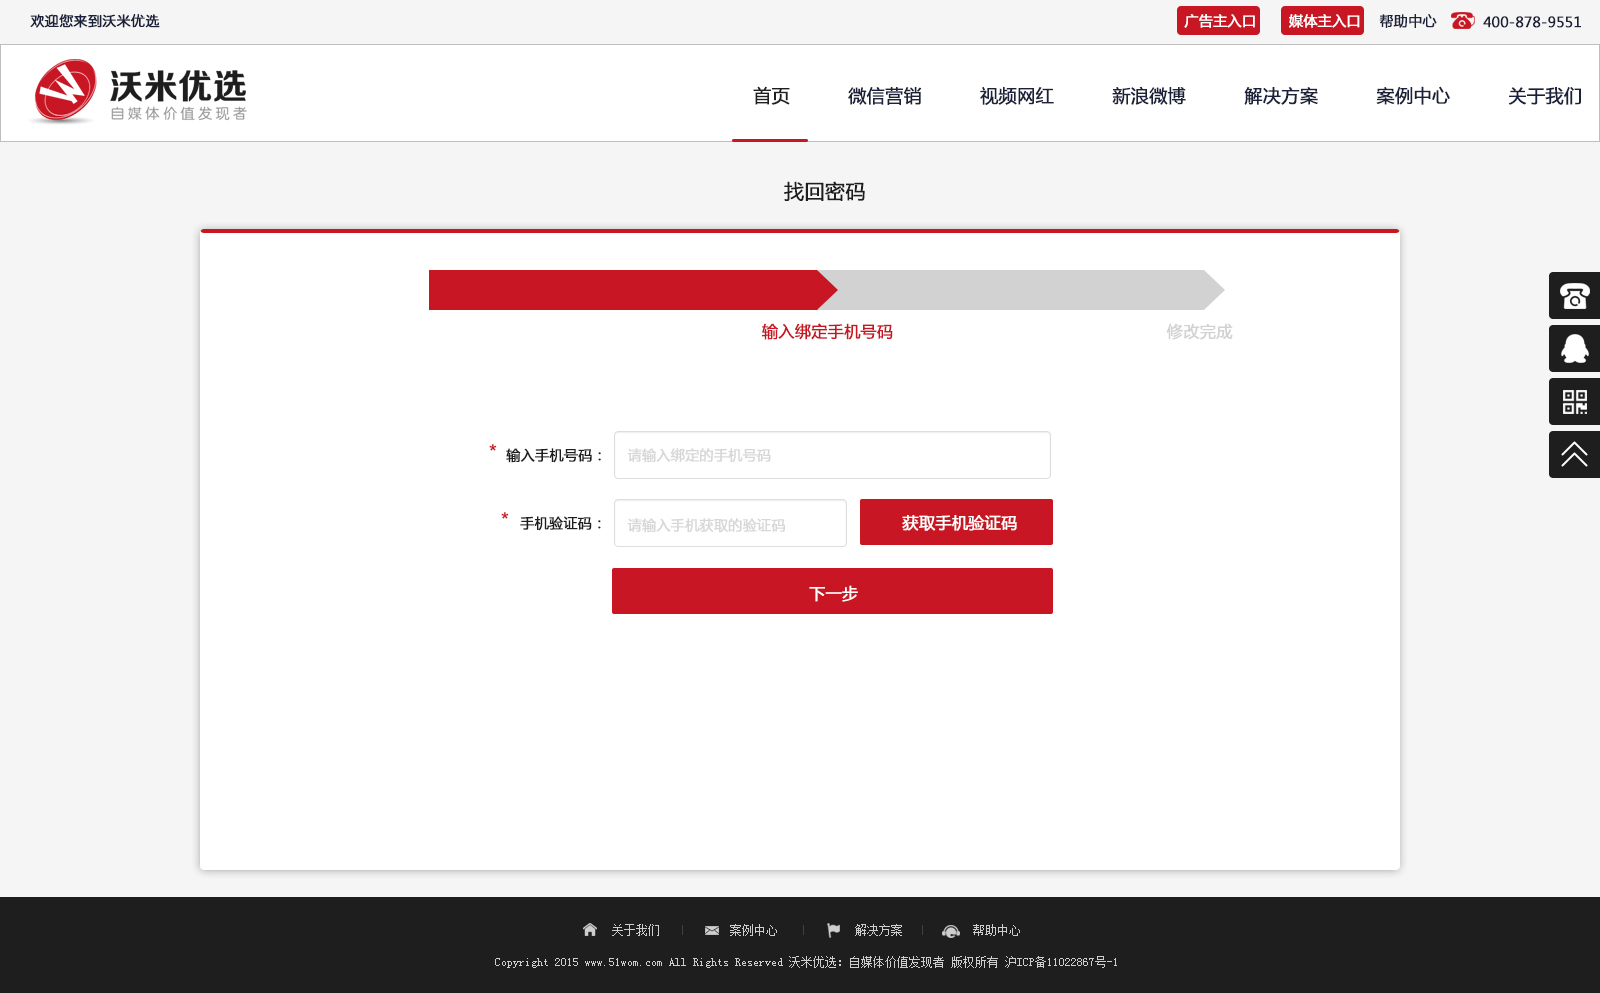 欢迎您来到沃米优选
广告主入口 媒体主入口 帮助中心 400-878-9551
沃米优选
自媒体价值发现者
首页 微信营销 视频网红 新浪微博 解决方案 案例中心 关于我们
找回密码
输入绑定手机号码 修改完成
* 输入手机号码： 请输入绑定的手机号码
* 手机验证码： 请输入手机获取的验证码 获取手机验证码
下一步
关于我们 | 案例中心 | 解决方案 | 帮助中心
Copyright 2015 www.51wom.com All Rights Reserved 沃米优选：自媒体价值发现者 版权所有 沪ICP备11022867号-1